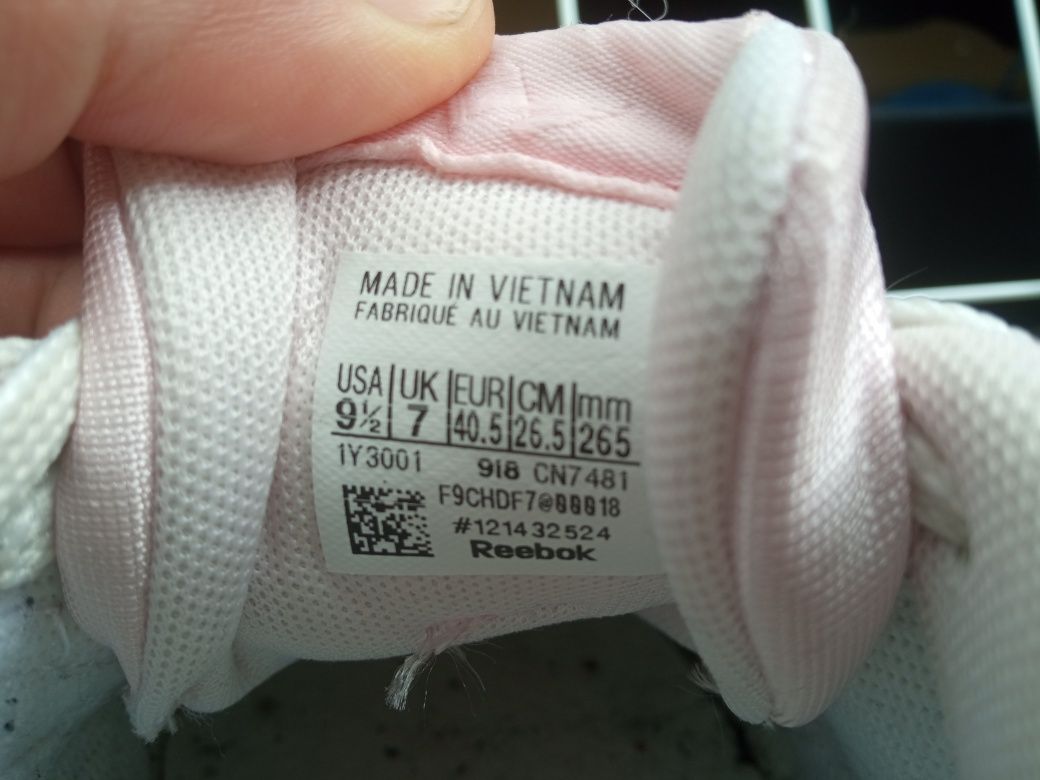 MADE IN VIETNAM
FABRIQUÉ AU VIETNAM
USA UK EUR CM mm
9½ 7 40.5 26.5 265
1Y3001 918 CN7481
F9CHDF7@00018
#121432524
Reebok